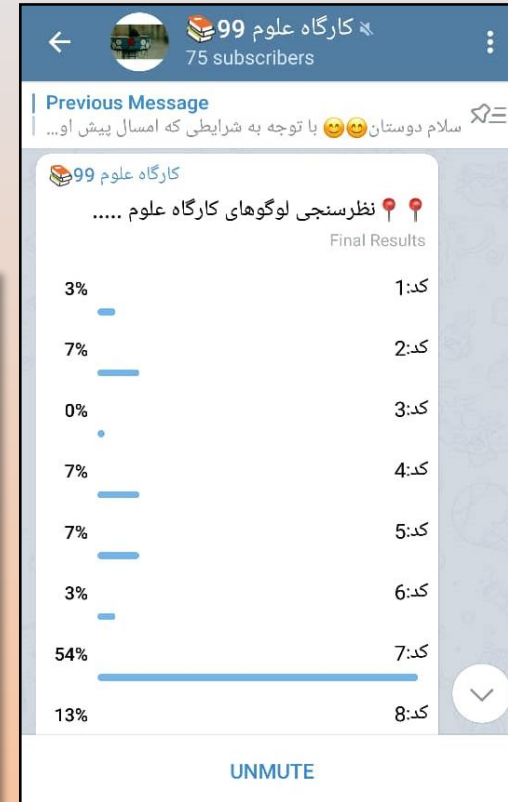 کارگاه علوم 99📚
75 subscribers
Previous Message
سلام دوستان😊😊 با توجه به شرایطی که امسال پیش او...
کارگاه علوم 99📚
📍📍نظرسنجی لوگوهای کارگاه علوم .....
Final Results
3% کد:1
7% کد:2
0% کد:3
7% کد:4
7% کد:5
3% کد:6
54% کد:7
13% کد:8
UNMUTE